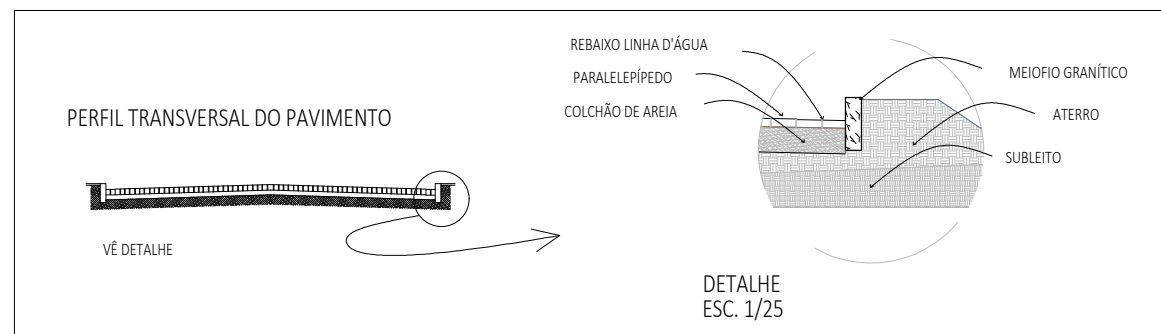 PERFIL TRANSVERSAL DO PAVIMENTO
VÊ DETALHE
REBAIXO LINHA D'ÁGUA
PARALELEPÍPEDO
COLCHÃO DE AREIA
MEIOFIO GRANÍTICO
ATERRO
SUBLEITO
DETALHE
ESC. 1/25